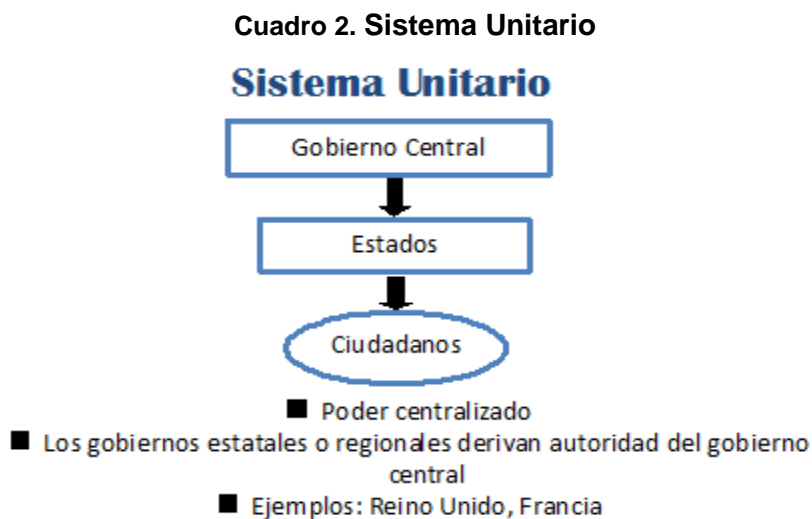 Cuadro 2. Sistema Unitario
Sistema Unitario
Gobierno Central
Estados
Ciudadanos
■ Poder centralizado
■ Los gobiernos estatales o regionales derivan autoridad del gobierno
central
■ Ejemplos: Reino Unido, Francia